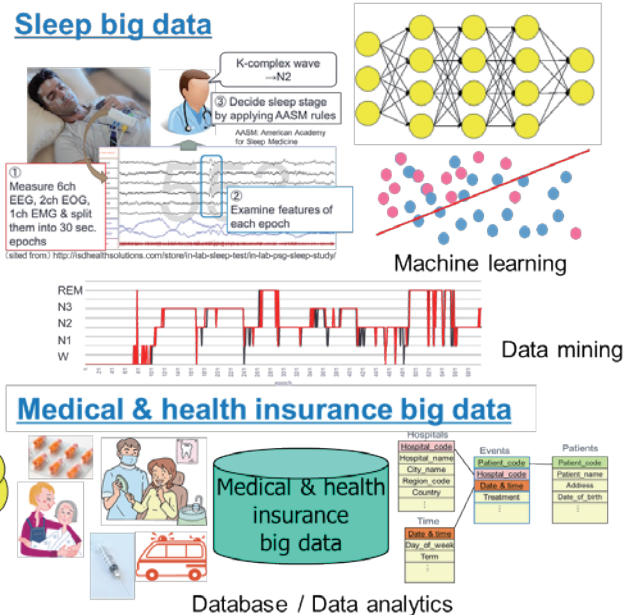 Sleep big data
K-complex wave
→N2
③ Decide sleep stage
by applying AASM rules
AASM: American Academy
for Sleep Medicine
①
Measure 6ch
EEG, 2ch EOG,
1ch EMG & split
them into 30 sec.
epochs
②
Examine features of
each epoch
sited from) http://isdhealthsolutions.com/store/in-lab-sleep-test/in-lab-psg-sleep-study/
Machine learning
REM
N3
N2
N1
W
Data mining
Medical & health insurance big data
Medical & health
insurance
big data
Hospitals
Hospital_code
Hospital_name
City_name
Region_code
Country
⋮
Events
Patient_code
Hospital_code
Date & time
Treatment
⋮
Patients
Patient_code
Patient_name
Address
Date_of_birth
⋮
Time
Date & time
Day_of_week
Term
⋮
Database / Data analytics